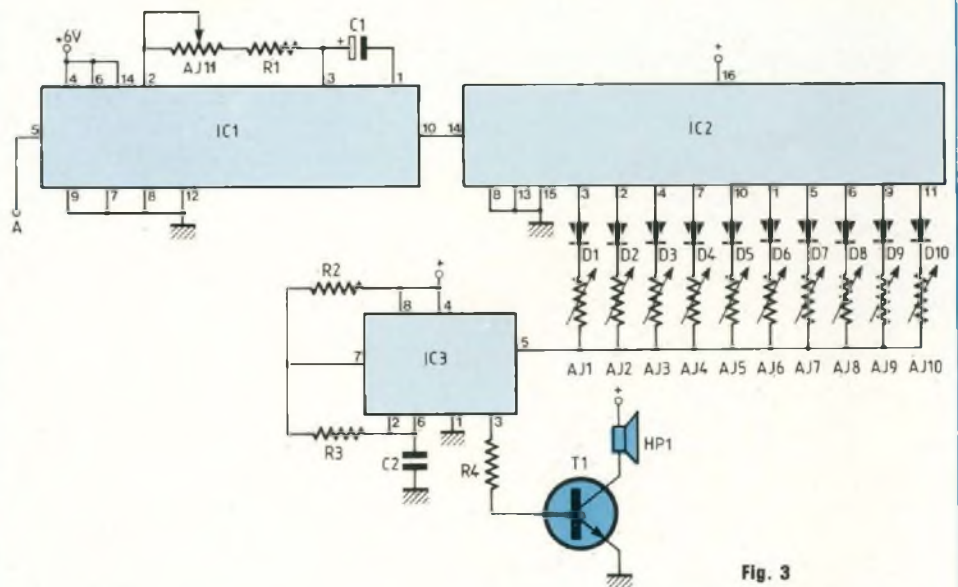 +6V
4 6 14 2
AJ11
R1
3
+
C1
1
5
IC1
10
9 7 8 12
A
+
16
14
IC2
8 13 15 3 2 4 7 10 1 5 6 9 11
D1 D2 D3 D4 D5 D6 D7 D8 D9 D10
AJ1 AJ2 AJ3 AJ4 AJ5 AJ6 AJ7 AJ8 AJ9 AJ10
R2
+
8 4
7
IC3
5
2 6 1 3
R3
C2
R4
T1
+
HP1
Fig. 3